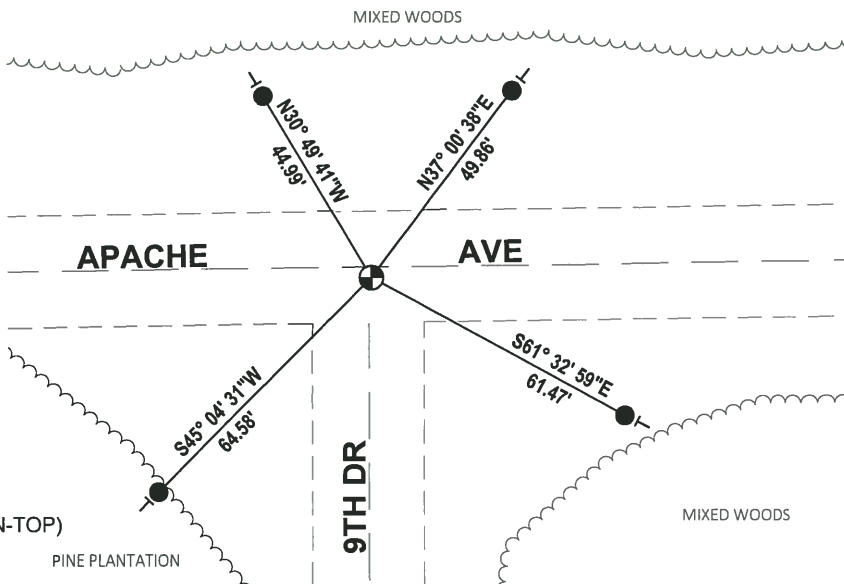 MIXED WOODS
N30° 49' 41"W
44.99'
N37° 00' 38"E
49.86'
APACHE AVE
S61° 32' 59"E
61.47'
S45° 04' 31"W
64.58'
9TH DR
N-TOP)
MIXED WOODS
PINE PLANTATION